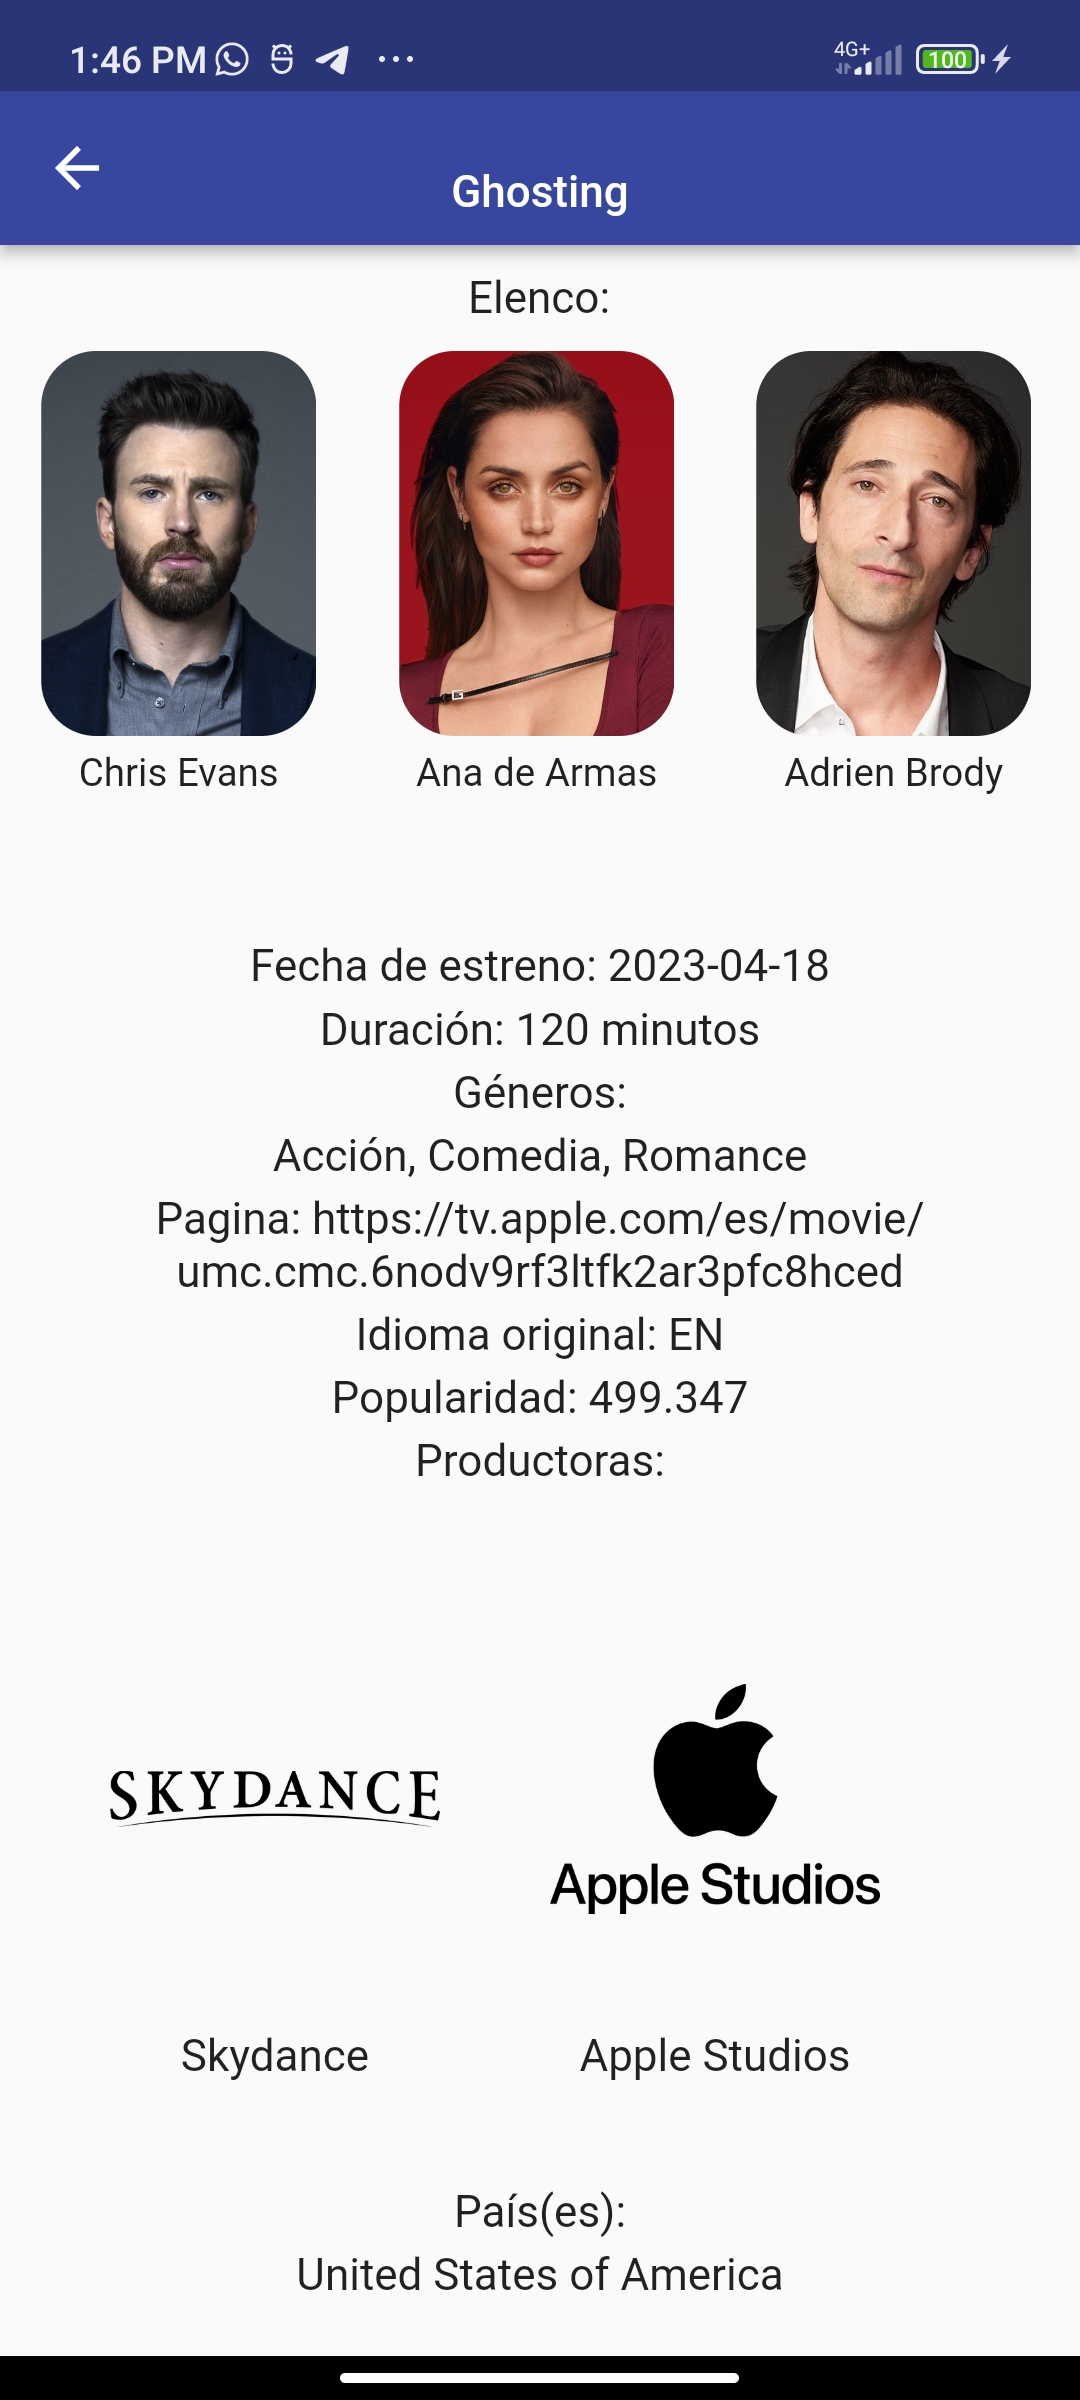 1:46 PM
4G+
100
Ghosting
Elenco:
Chris Evans
Ana de Armas
Adrien Brody
Fecha de estreno: 2023-04-18
Duración: 120 minutos
Géneros:
Acción, Comedia, Romance
Pagina: https://tv.apple.com/es/movie/
umc.cmc.6nodv9rf3ltfk2ar3pfc8hced
Idioma original: EN
Popularidad: 499.347
Productoras:
SKYDANCE
Apple Studios
Skydance
Apple Studios
País(es):
United States of America